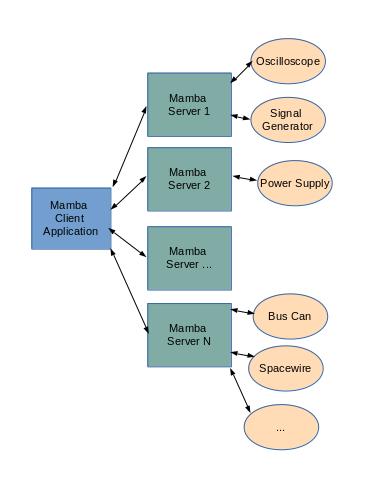 Oscilloscope
Mamba
Server 1
Signal
Generator
Mamba
Server 2
Power Supply
Mamba
Client
Application
Mamba
Server ...
Bus Can
Mamba
Server N
Spacewire
...